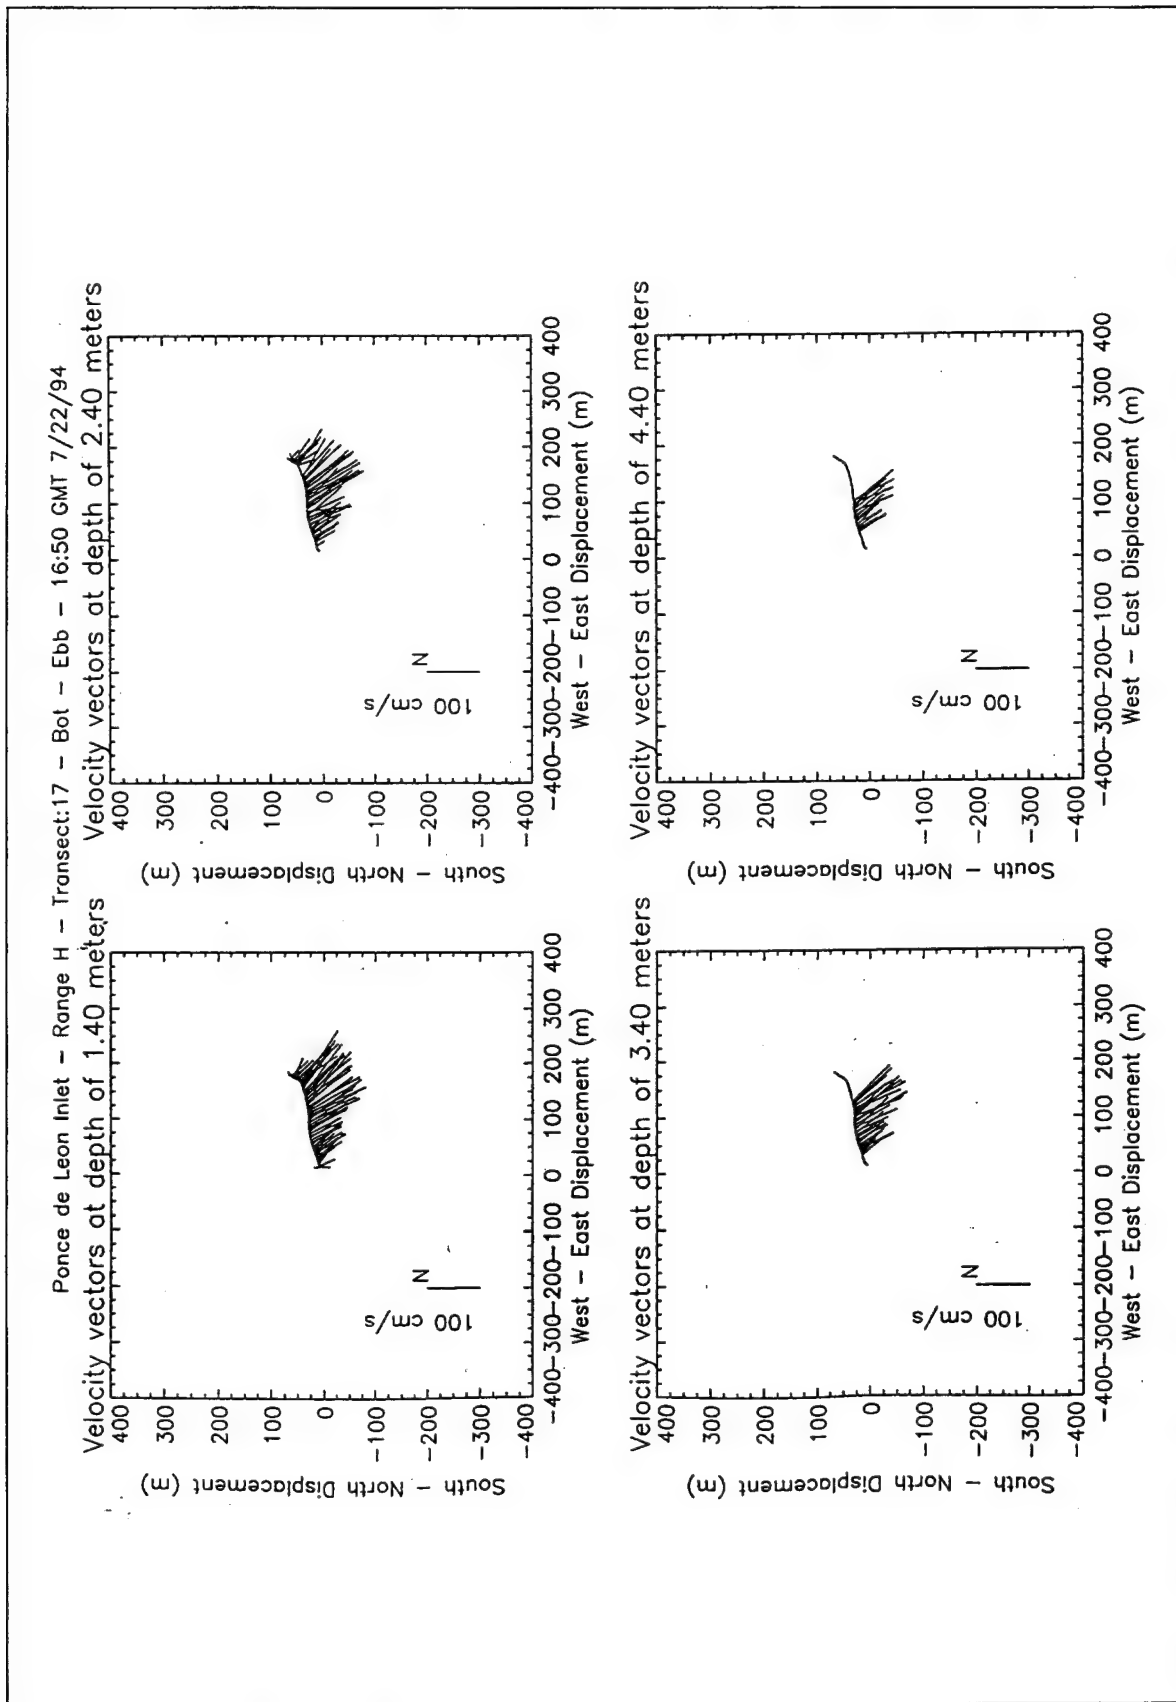 Ponce de Leon Inlet – Range H – Transect:17 – Bot – Ebb – 16:50 GMT 7/22/94
Velocity vectors at depth of 1.40 meters
400
300
200
100
0
-100
-200
-300
-400
South – North Displacement (m)
N
100 cm/s
-400-300-200-100 0 100 200 300 400
West – East Displacement (m)
Velocity vectors at depth of 2.40 meters
400
300
200
100
0
-100
-200
-300
-400
South – North Displacement (m)
N
100 cm/s
-400-300-200-100 0 100 200 300 400
West – East Displacement (m)
Velocity vectors at depth of 3.40 meters
400
300
200
100
0
-100
-200
-300
-400
South – North Displacement (m)
N
100 cm/s
-400-300-200-100 0 100 200 300 400
West – East Displacement (m)
Velocity vectors at depth of 4.40 meters
400
300
200
100
0
-100
-200
-300
-400
South – North Displacement (m)
N
100 cm/s
-400-300-200-100 0 100 200 300 400
West – East Displacement (m)